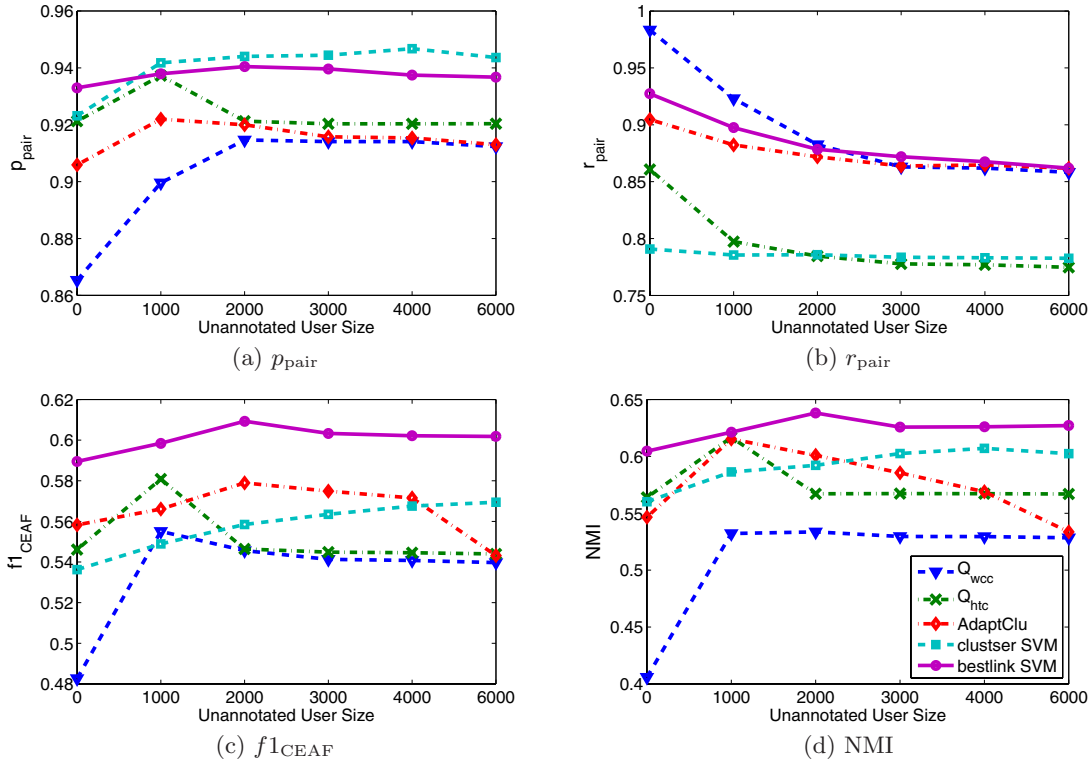 0.96
0.94
0.92
0.9
0.88
0.86
p_pair
0 1000 2000 3000 4000 6000
Unannotated User Size
(a) p_pair
1
0.95
0.9
0.85
0.8
0.75
r_pair
0 1000 2000 3000 4000 6000
Unannotated User Size
(b) r_pair
0.62
0.6
0.58
0.56
0.54
0.52
0.5
0.48
f1_CEAF
0 1000 2000 3000 4000 6000
Unannotated User Size
(c) f1_CEAF
0.65
0.6
0.55
0.5
0.45
0.4
NMI
Q_wcc
Q_htc
AdaptClu
clustser SVM
bestlink SVM
0 1000 2000 3000 4000 6000
Unannotated User Size
(d) NMI